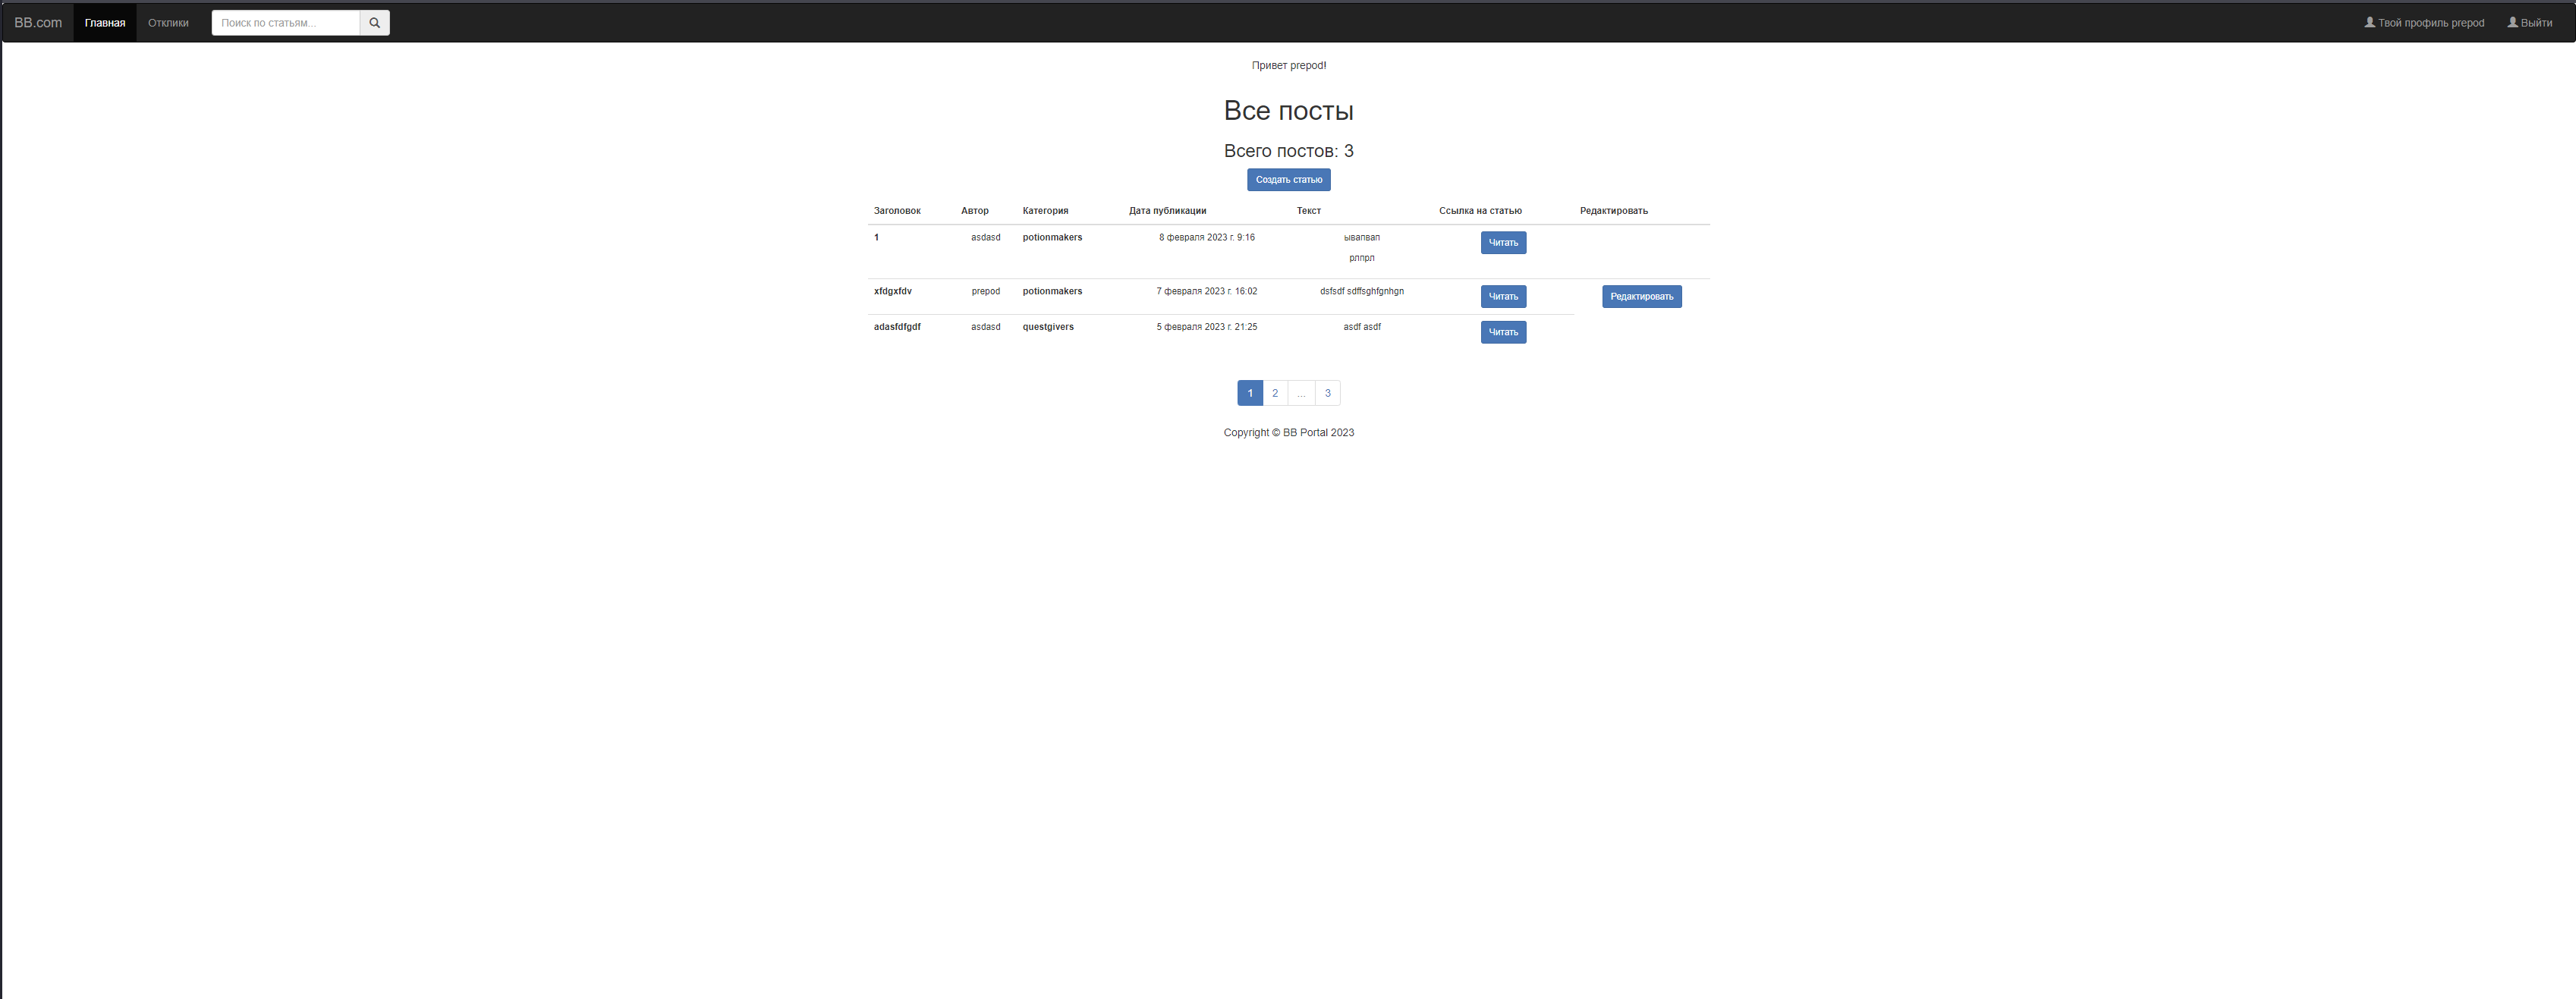 BB.com Главная Отклики Поиск по статьям... Твой профиль prepod Выйти
Привет prepod!
Все посты
Всего постов: 3
Создать статью
Заголовок Автор Категория Дата публикации Текст Ссылка на статью Редактировать
1 asdasd potionmakers 8 февраля 2023 г. 9:16 ывапвап Читать
рлпрл
xfdgxfdv prepod potionmakers 7 февраля 2023 г. 16:02 dsfsdf sdffsghfgnhgn Читать Редактировать
adasfdfgdf asdasd questgivers 5 февраля 2023 г. 21:25 asdf asdf Читать
1 2 ... 3
Copyright © BB Portal 2023